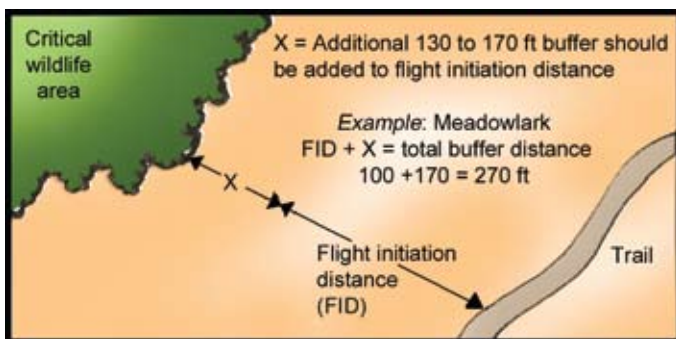 Critical
wildlife
area
X = Additional 130 to 170 ft buffer should
be added to flight initiation distance
Example: Meadowlark
FID + X = total buffer distance
100 +170 = 270 ft
X
Flight initiation
distance
(FID)
Trail